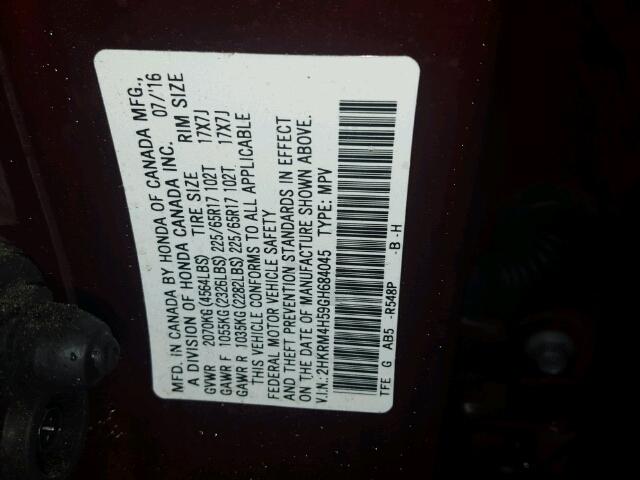 MFD. IN CANADA BY HONDA OF CANADA MFG.,
A DIVISION OF HONDA CANADA INC. 07/'16
TIRE SIZE RIM SIZE
GVWR 2070KG (4564LBS)
GAWR F 1055KG (2326LBS) 225/65R17 102T 17X7J
GAWR R 1035KG (2282LBS) 225/65R17 102T 17X7J
THIS VEHICLE CONFORMS TO ALL APPLICABLE
FEDERAL MOTOR VEHICLE SAFETY
AND THEFT PREVENTION STANDARDS IN EFFECT
ON THE DATE OF MANUFACTURE SHOWN ABOVE.
V.I.N.:2HKRM4H59GH684045 TYPE: MPV
TFE G AB5 -R548P -B-H